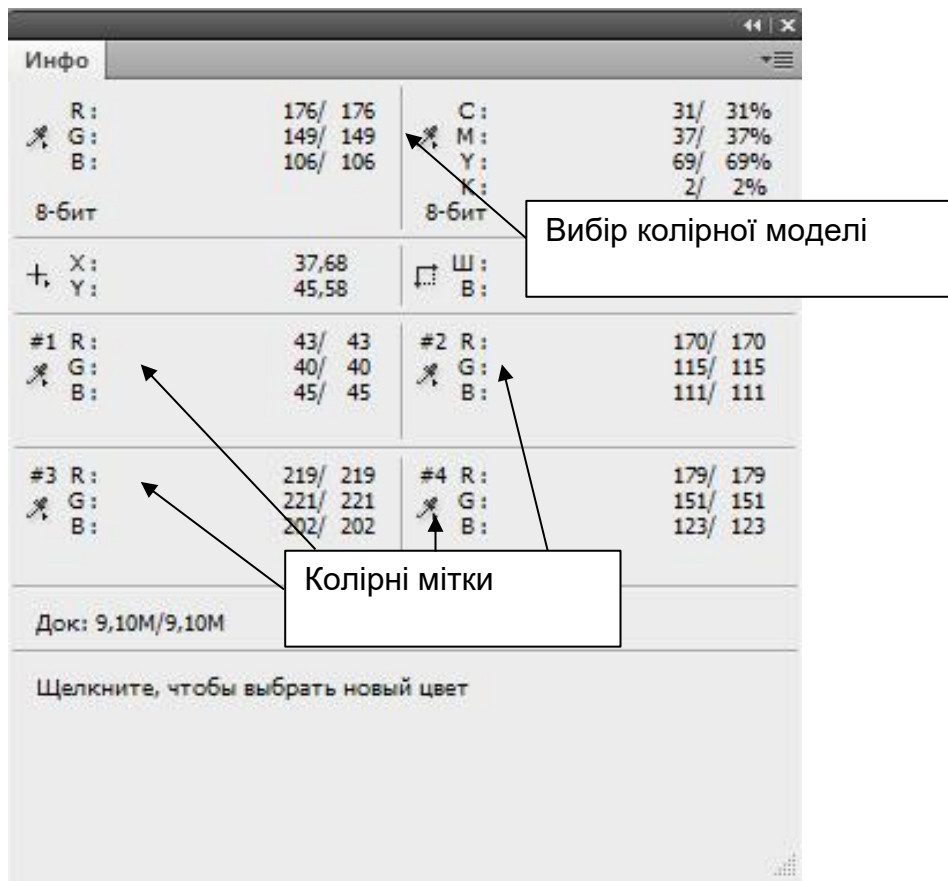 Инфо
R: 176/ 176 C: 31/ 31%
G: 149/ 149 M: 37/ 37%
B: 106/ 106 Y: 69/ 69%
K: 2/ 2%
8-бит 8-бит
Вибір колірної моделі
X: 37,68 Ш:
Y: 45,58 В:
#1 R: 43/ 43 #2 R: 170/ 170
G: 40/ 40 G: 115/ 115
B: 45/ 45 B: 111/ 111
#3 R: 219/ 219 #4 R: 179/ 179
G: 221/ 221 G: 151/ 151
B: 202/ 202 B: 123/ 123
Колірні мітки
Док: 9,10M/9,10M
Щелкните, чтобы выбрать новый цвет